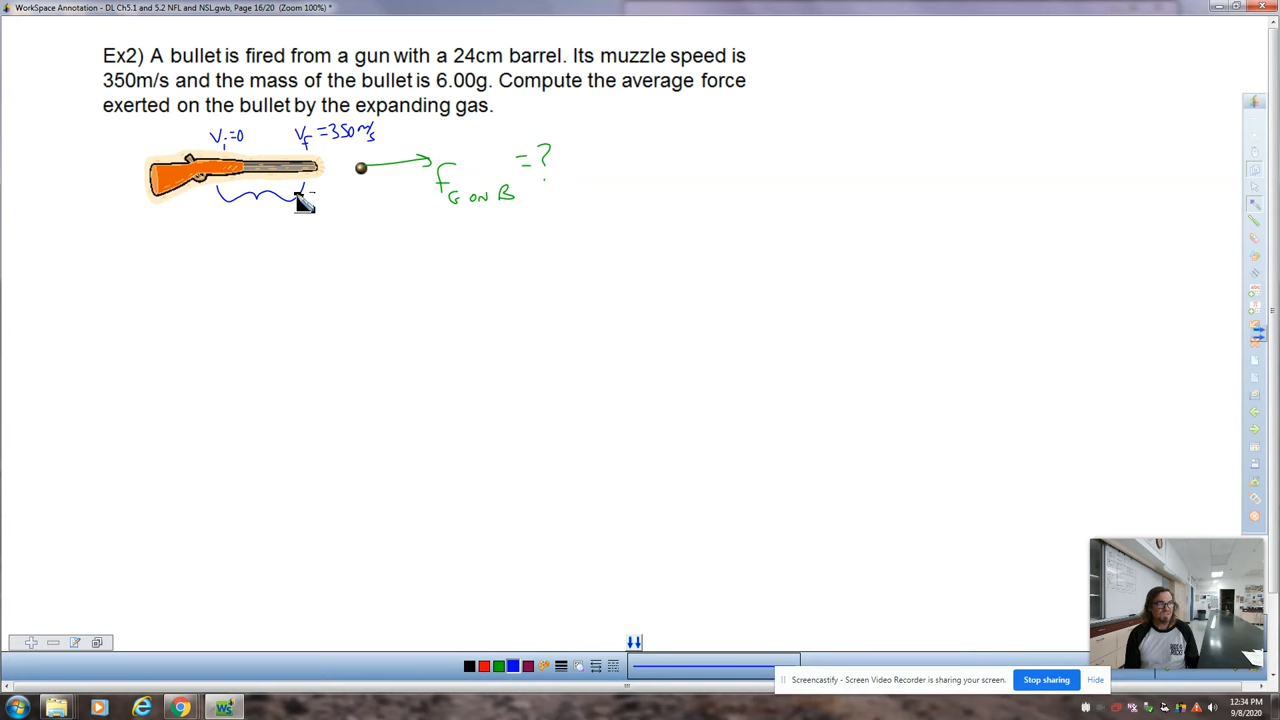 WorkSpace Annotation - DL Ch5.1 and 5.2 NFL and NSL.gwb, Page 16/20 (Zoom 100%) *
Ex2) A bullet is fired from a gun with a 24cm barrel. Its muzzle speed is
350m/s and the mass of the bullet is 6.00g. Compute the average force
exerted on the bullet by the expanding gas.
Vi=0
Vf=350m/s
fG on B =?
Screencastify - Screen Video Recorder is sharing your screen.
Stop sharing
Hide
12:34 PM
9/8/2020